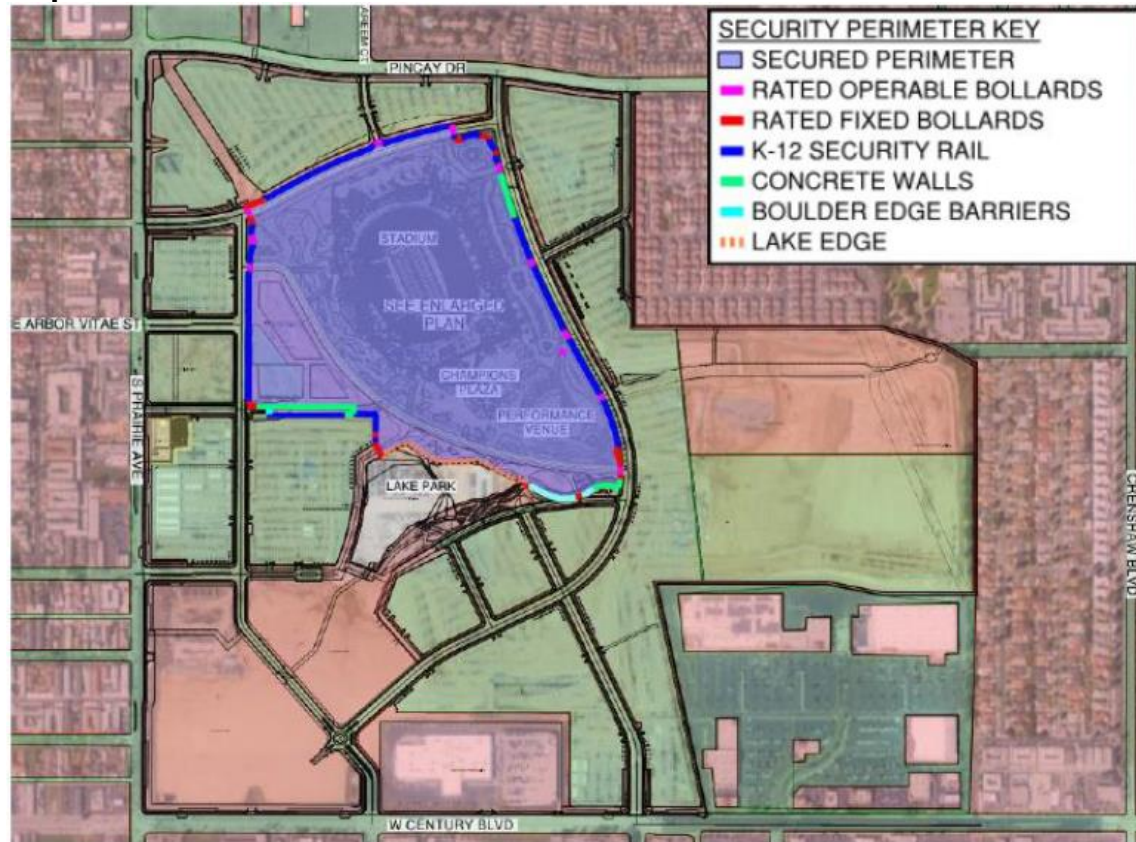 SECURITY PERIMETER KEY
SECURED PERIMETER
RATED OPERABLE BOLLARDS
RATED FIXED BOLLARDS
K-12 SECURITY RAIL
CONCRETE WALLS
BOULDER EDGE BARRIERS
LAKE EDGE
PINCAY DR
STADIUM
SEE ENLARGED
PLAN
E ARBOR VITAE ST
CHAMPIONS
PLAZA
S PRAIRIE AVE
PERFORMANCE
VENUE
LAKE PARK
CRENSHAW BLVD
W CENTURY BLVD